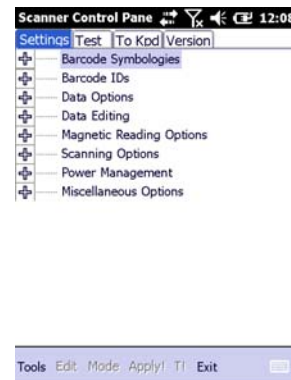 Scanner Control Pane 12:08
Settings Test To Kpd Version
Barcode Symbologies
Barcode IDs
Data Options
Data Editing
Magnetic Reading Options
Scanning Options
Power Management
Miscellaneous Options
Tools Edit Mode Apply! T! Exit